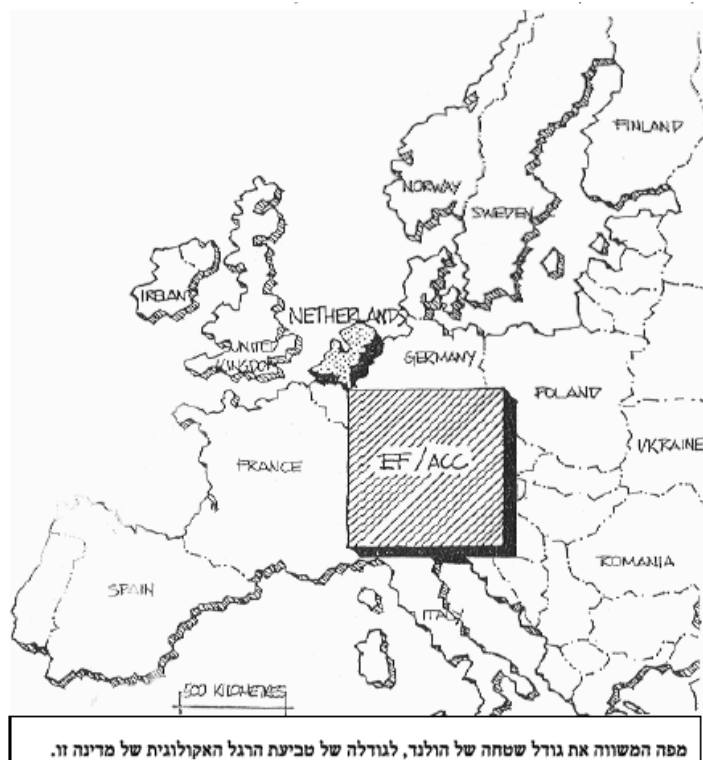 FINLAND
NORWAY
SWEDEN
IRELAND
NETHERLANDS
UNITED
KINGDOM
GERMANY
POLAND
EF/ACC
UKRAINE
FRANCE
ROMANIA
SPAIN
ITALY
500 KILOMETRES
מפה המשווה את גודל שטחה של הולנד, לגודלה של טביעת הרגל האקולוגית של מדינה זו.